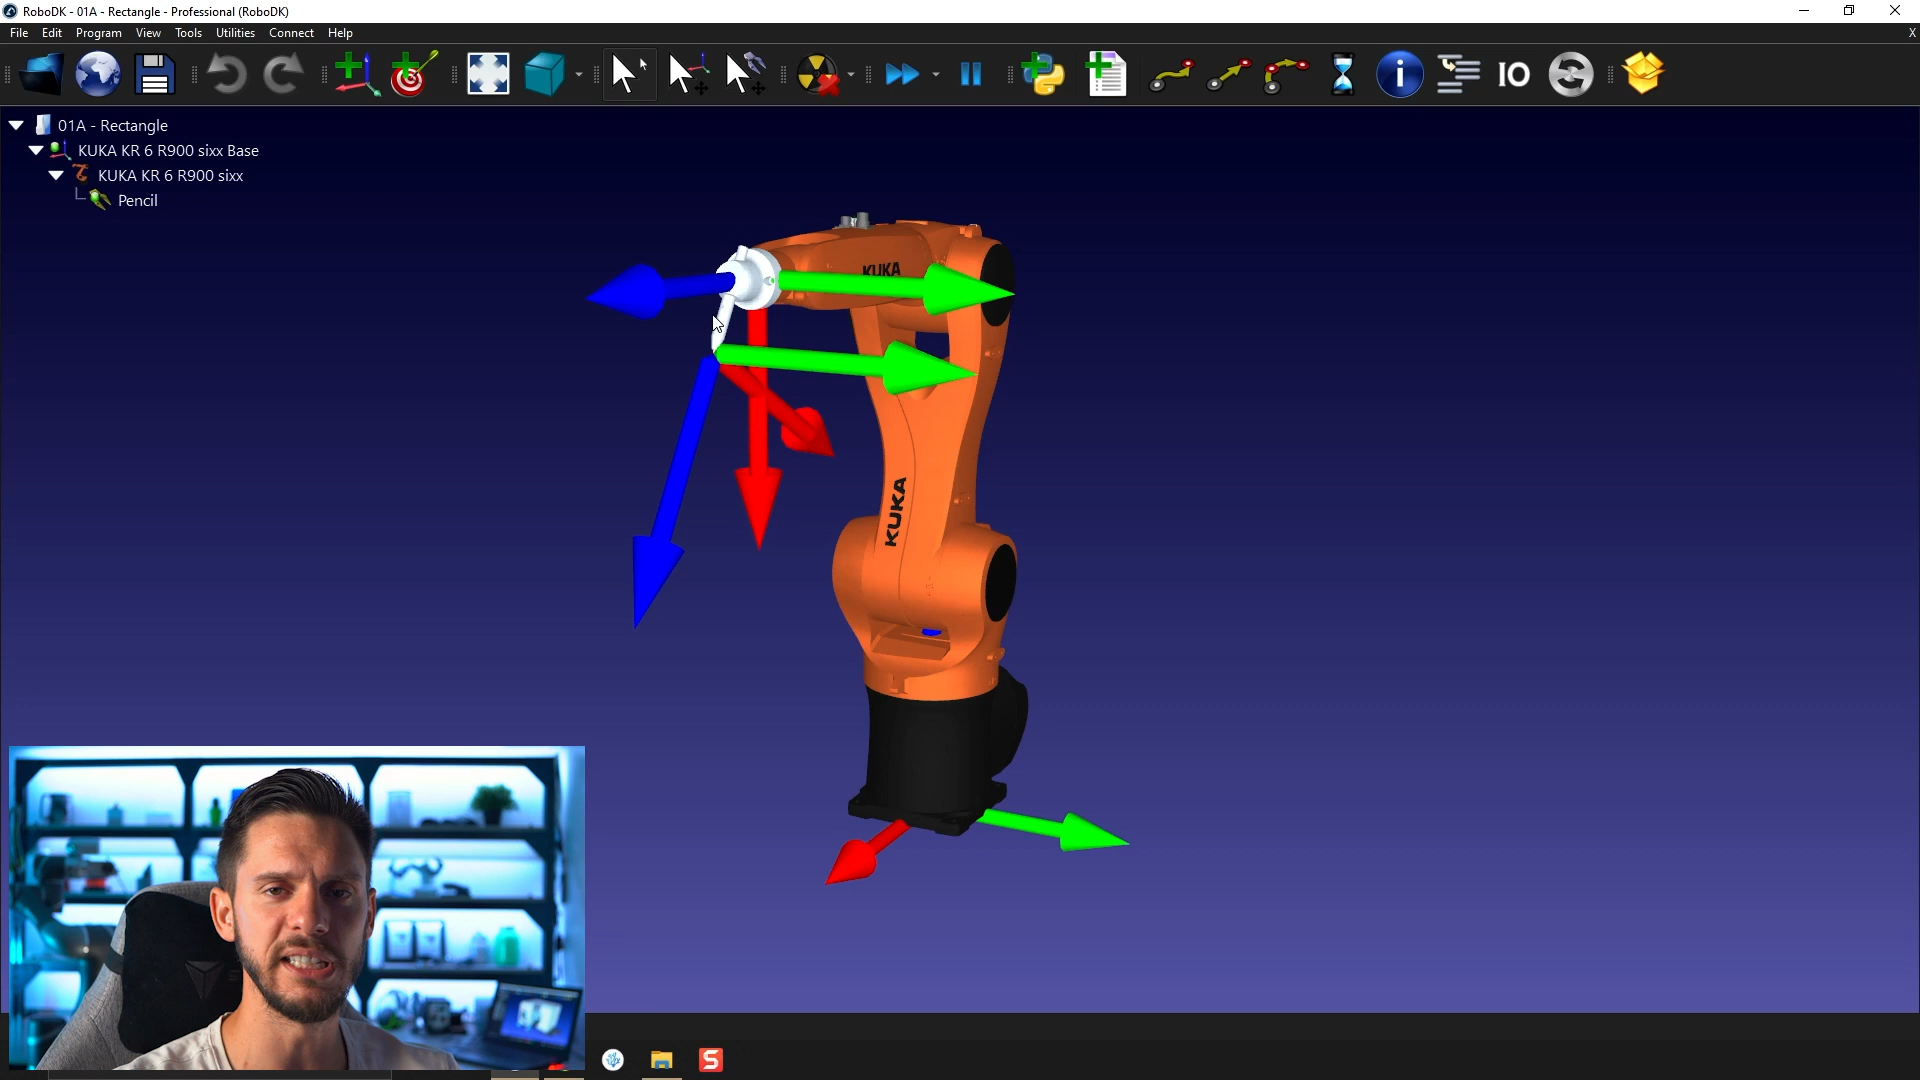 RoboDK - 01A - Rectangle - Professional (RoboDK)
File Edit Program View Tools Utilities Connect Help
X
IO
01A - Rectangle
KUKA KR 6 R900 sixx Base
KUKA KR 6 R900 sixx
Pencil
KUKA
KUKA
S